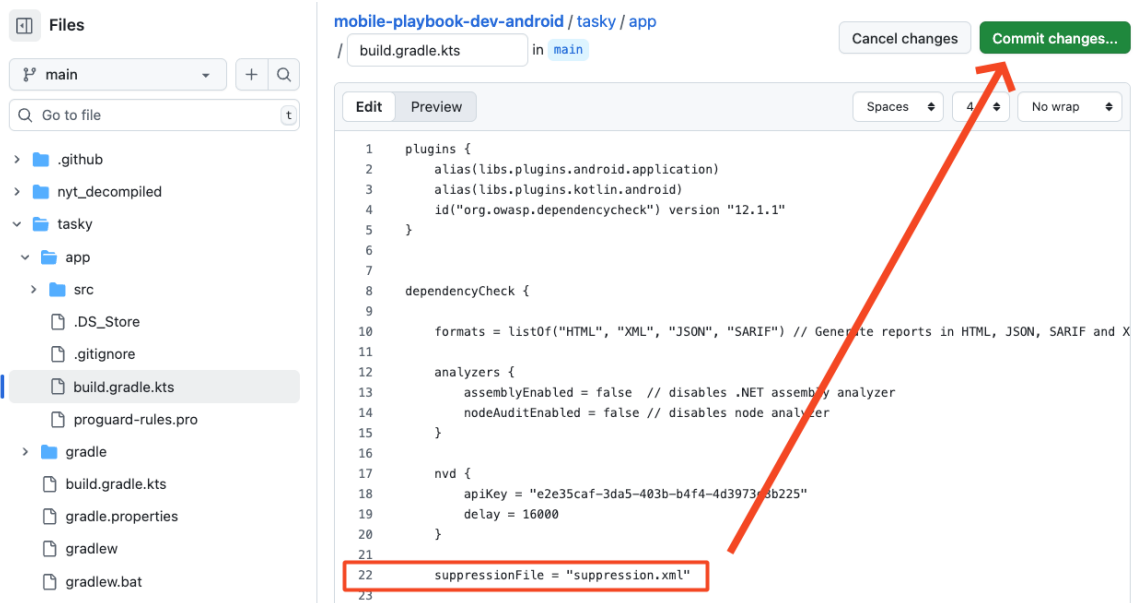 Files
main
Go to file
t
.github
nyt_decompiled
tasky
app
src
.DS_Store
.gitignore
build.gradle.kts
proguard-rules.pro
gradle
build.gradle.kts
gradle.properties
gradlew
gradlew.bat
mobile-playbook-dev-android / tasky / app
/ build.gradle.kts in main
Cancel changes
Commit changes...
Edit Preview
Spaces 4 No wrap
1 plugins {
2 alias(libs.plugins.android.application)
3 alias(libs.plugins.kotlin.android)
4 id("org.owasp.dependencycheck") version "12.1.1"
5 }
6
7
8 dependencyCheck {
9
10 formats = listOf("HTML", "XML", "JSON", "SARIF") // Generate reports in HTML, JSON, SARIF and X
11
12 analyzers {
13 assemblyEnabled = false // disables .NET assembly analyzer
14 nodeAuditEnabled = false // disables node analyzer
15 }
16
17 nvd {
18 apiKey =
19 delay = 16000
20 }
21
22 suppressionFile = "suppression.xml"
23